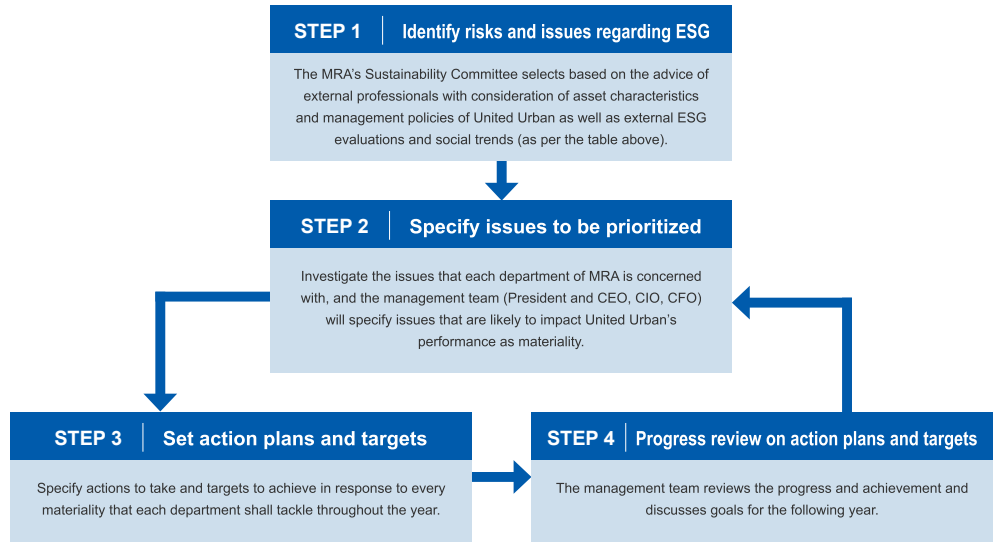 STEP 1 Identify risks and issues regarding ESG
The MRA's Sustainability Committee selects based on the advice of
external professionals with consideration of asset characteristics
and management policies of United Urban as well as external ESG
evaluations and social trends (as per the table above).
STEP 2 Specify issues to be prioritized
Investigate the issues that each department of MRA is concerned
with, and the management team (President and CEO, CIO, CFO)
will specify issues that are likely to impact United Urban's
performance as materiality.
STEP 3 Set action plans and targets
Specify actions to take and targets to achieve in response to every
materiality that each department shall tackle throughout the year.
STEP 4 Progress review on action plans and targets
The management team reviews the progress and achievement and
discusses goals for the following year.